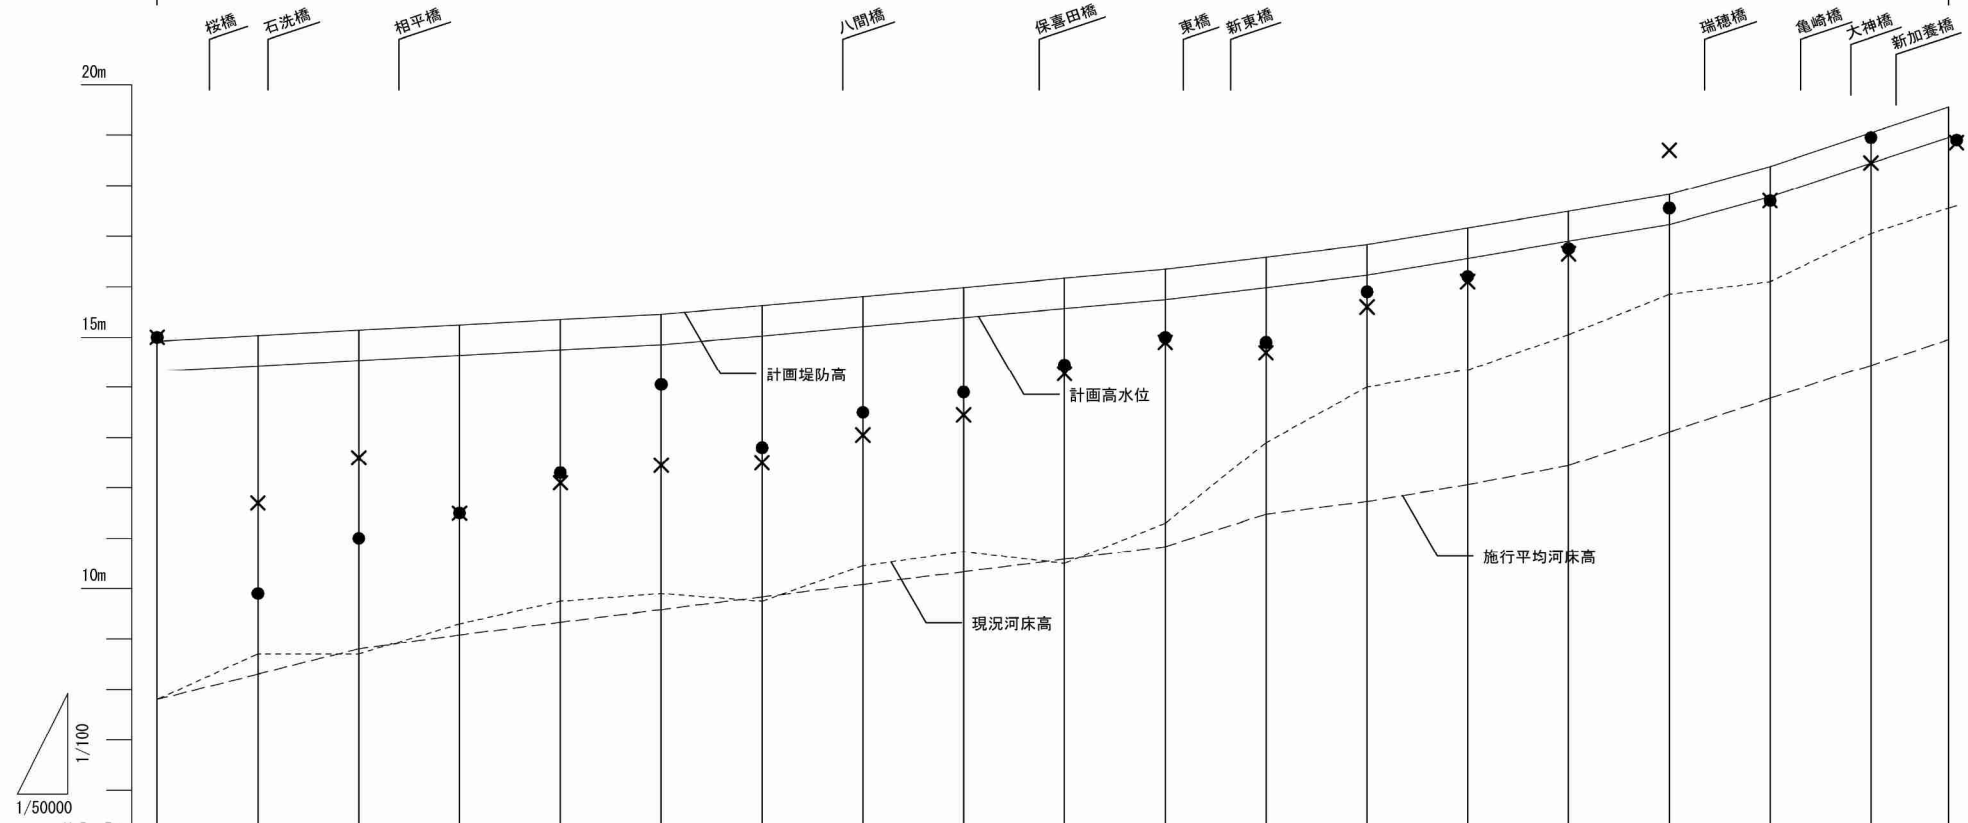 桜橋
石洗橋
相平橋
八間橋
保喜田橋
東橋
新東橋
瑞穂橋
亀崎橋
大神橋
新加養橋
20m
15m
計画堤防高
計画高水位
10m
施行平均河床高
現況河床高
1/100
1/50000